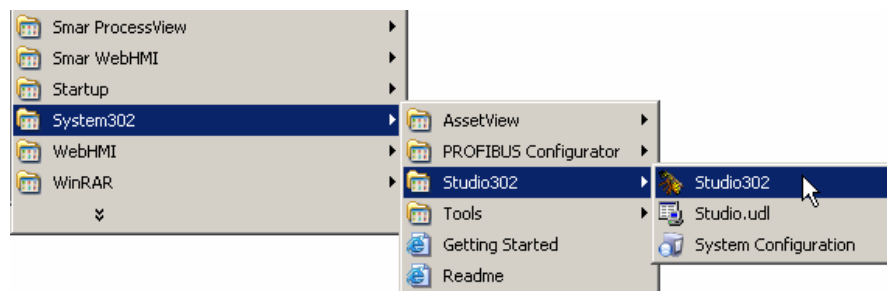 Smar ProcessView
Smar WebHMI
Startup
System302
WebHMI
WinRAR
AssetView
PROFIBUS Configurator
Studio302
Tools
Getting Started
Readme
Studio302
Studio.udl
System Configuration